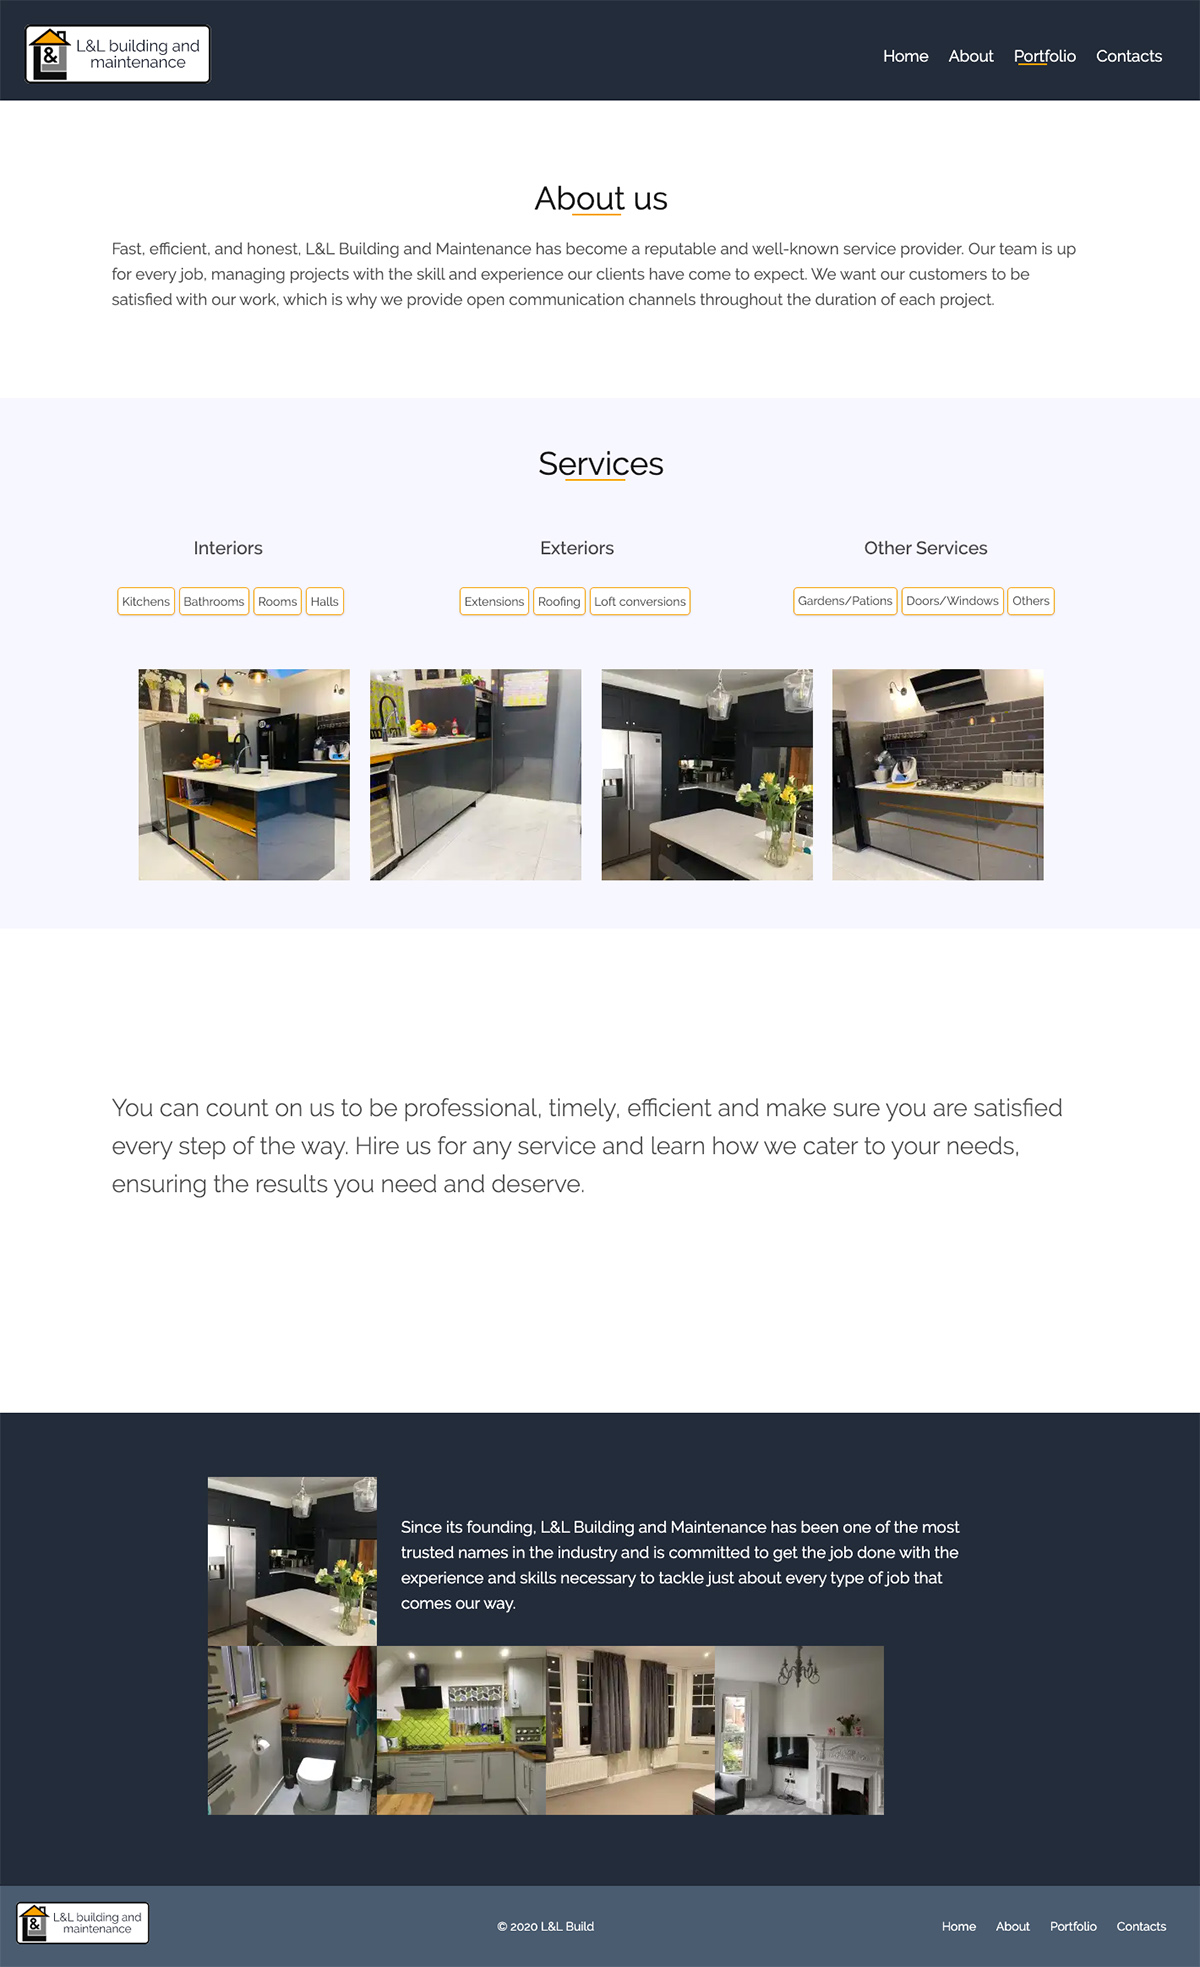 L&L building and
maintenance
&
L
Home About Portfolio Contacts
About us
Fast, efficient, and honest, L&L Building and Maintenance has become a reputable and well-known service provider. Our team is up
for every job, managing projects with the skill and experience our clients have come to expect. We want our customers to be
satisfied with our work, which is why we provide open communication channels throughout the duration of each project.
Services
Interiors
Kitchens Bathrooms Rooms Halls
Exteriors
Extensions Roofing Loft conversions
Other Services
Gardens/Pations Doors/Windows Others
You can count on us to be professional, timely, efficient and make sure you are satisfied
every step of the way. Hire us for any service and learn how we cater to your needs,
ensuring the results you need and deserve.
Since its founding, L&L Building and Maintenance has been one of the most
trusted names in the industry and is committed to get the job done with the
experience and skills necessary to tackle just about every type of job that
comes our way.
L&L building and
maintenance
&
L
© 2020 L&L Build
Home About Portfolio Contacts